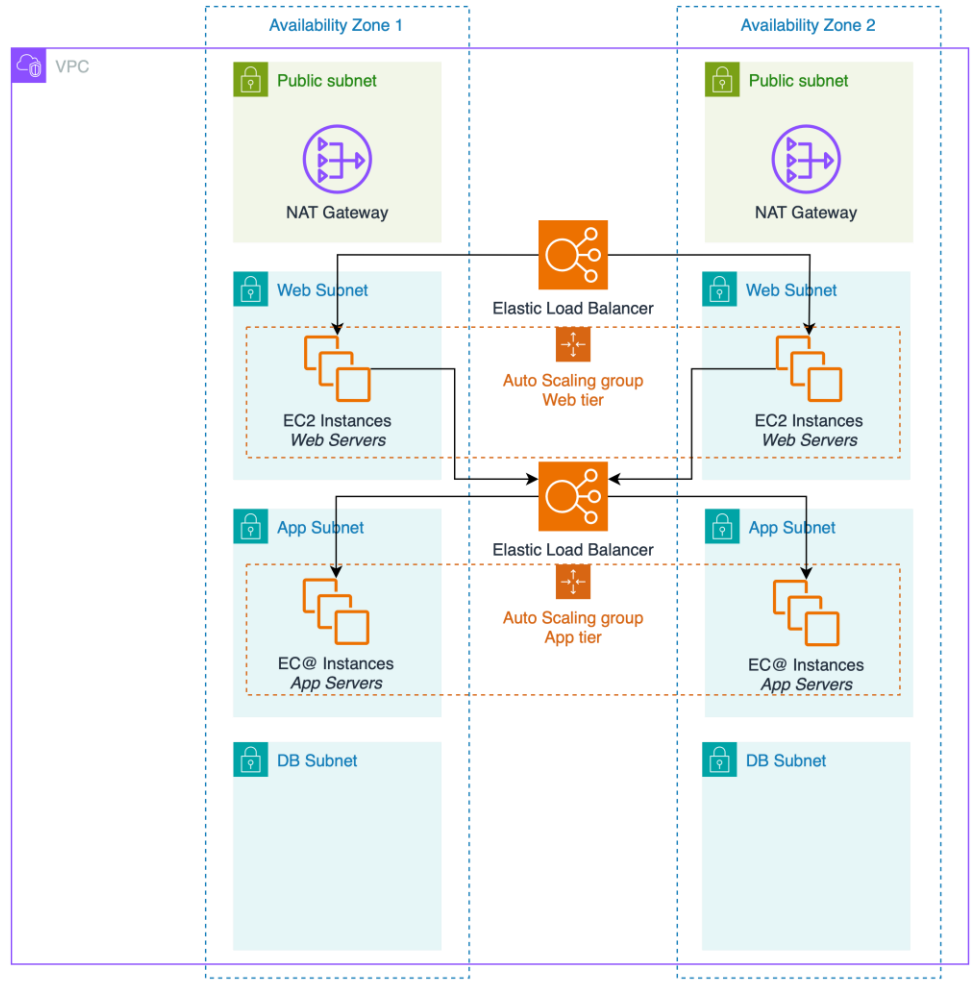 Availability Zone 1
Availability Zone 2
VPC
Public subnet
Public subnet
NAT Gateway
NAT Gateway
Elastic Load Balancer
Web Subnet
Web Subnet
Auto Scaling group
Web tier
EC2 Instances
Web Servers
EC2 Instances
Web Servers
Elastic Load Balancer
App Subnet
App Subnet
Auto Scaling group
App tier
EC@ Instances
App Servers
EC@ Instances
App Servers
DB Subnet
DB Subnet